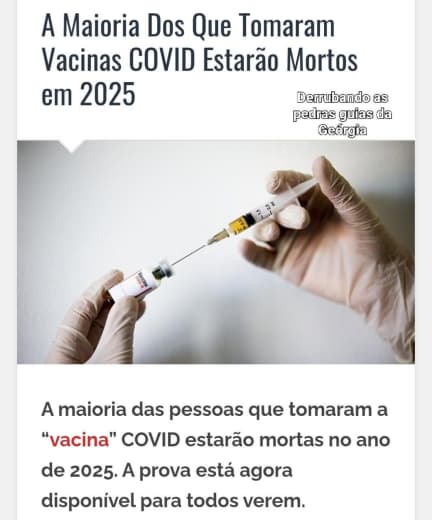 A Maioria Dos Que Tomaram
Vacinas COVID Estarão Mortos
em 2025
Derrubando as
pedras guias da
Geórgia
A maioria das pessoas que tomaram a
“vacina” COVID estarão mortas no ano
de 2025. A prova está agora
disponível para todos verem.